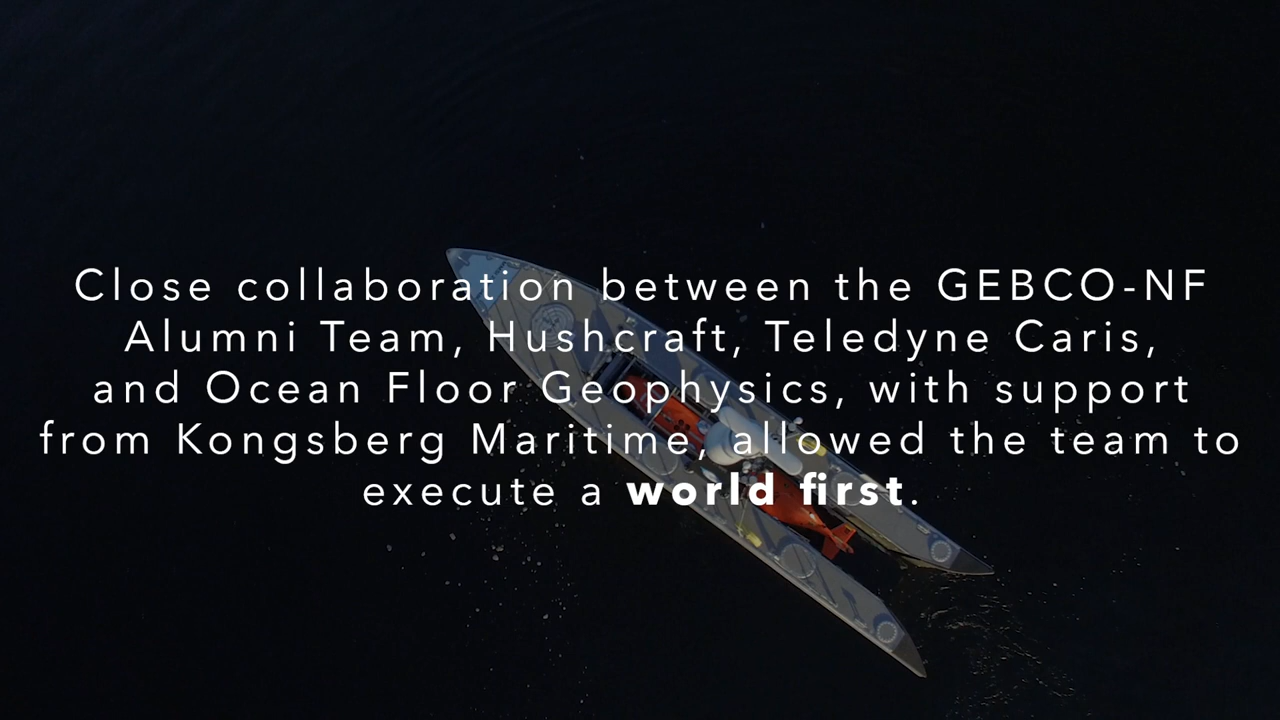 Close collaboration between the GEBCO-NF
Alumni Team, Hushcraft, Teledyne Caris,
and Ocean Floor Geophysics, with support
from Kongsberg Maritime, allowed the team to
execute a world first.